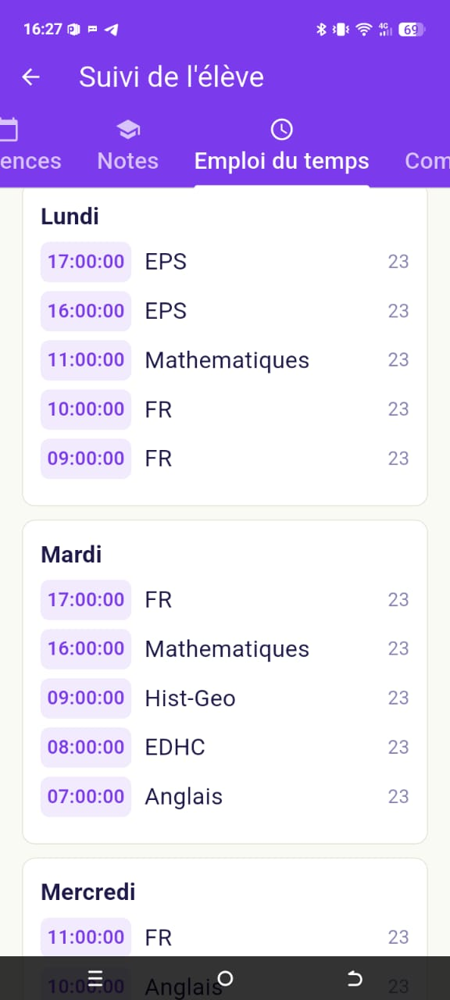 16:27
4G
69
Suivi de l'élève
ences Notes Emploi du temps Com
Lundi
17:00:00 EPS 23
16:00:00 EPS 23
11:00:00 Mathematiques 23
10:00:00 FR 23
09:00:00 FR 23
Mardi
17:00:00 FR 23
16:00:00 Mathematiques 23
09:00:00 Hist-Geo 23
08:00:00 EDHC 23
07:00:00 Anglais 23
Mercredi
11:00:00 FR 23
10:00:00 Anglais 23